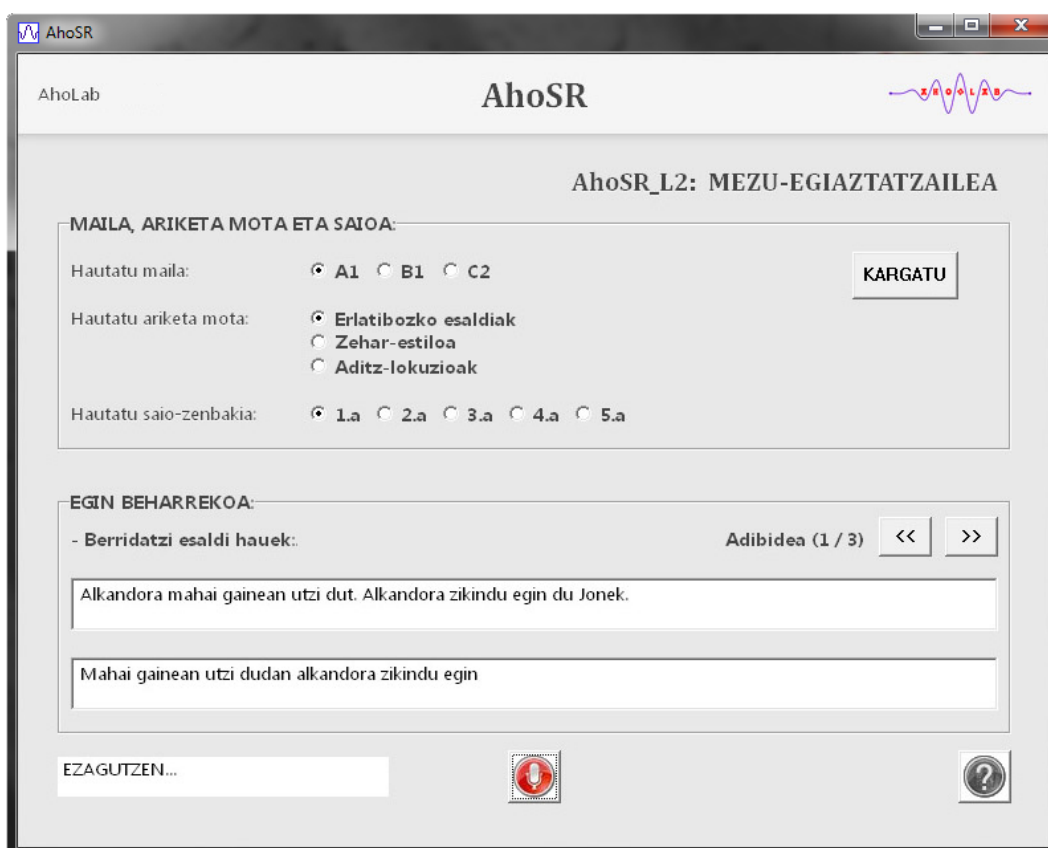 AhoSR
AhoLab
AhoSR
AHOLAB
AhoSR_L2: MEZU-EGIAZTATZAILEA
MAILA, ARIKETA MOTA ETA SAIOA:
Hautatu maila: A1 B1 C2
KARGATU
Hautatu ariketa mota: Erlatibozko esaldiak
Zehar-estiloa
Aditz-lokuzioak
Hautatu saio-zenbakia: 1.a 2.a 3.a 4.a 5.a
EGIN BEHARREKOA:
- Berridatzi esaldi hauek:. Adibidea (1 / 3) << >>
Alkandora mahai gainean utzi dut. Alkandora zikindu egin du Jonek.
Mahai gainean utzi dudan alkandora zikindu egin
EZAGUTZEN...
?